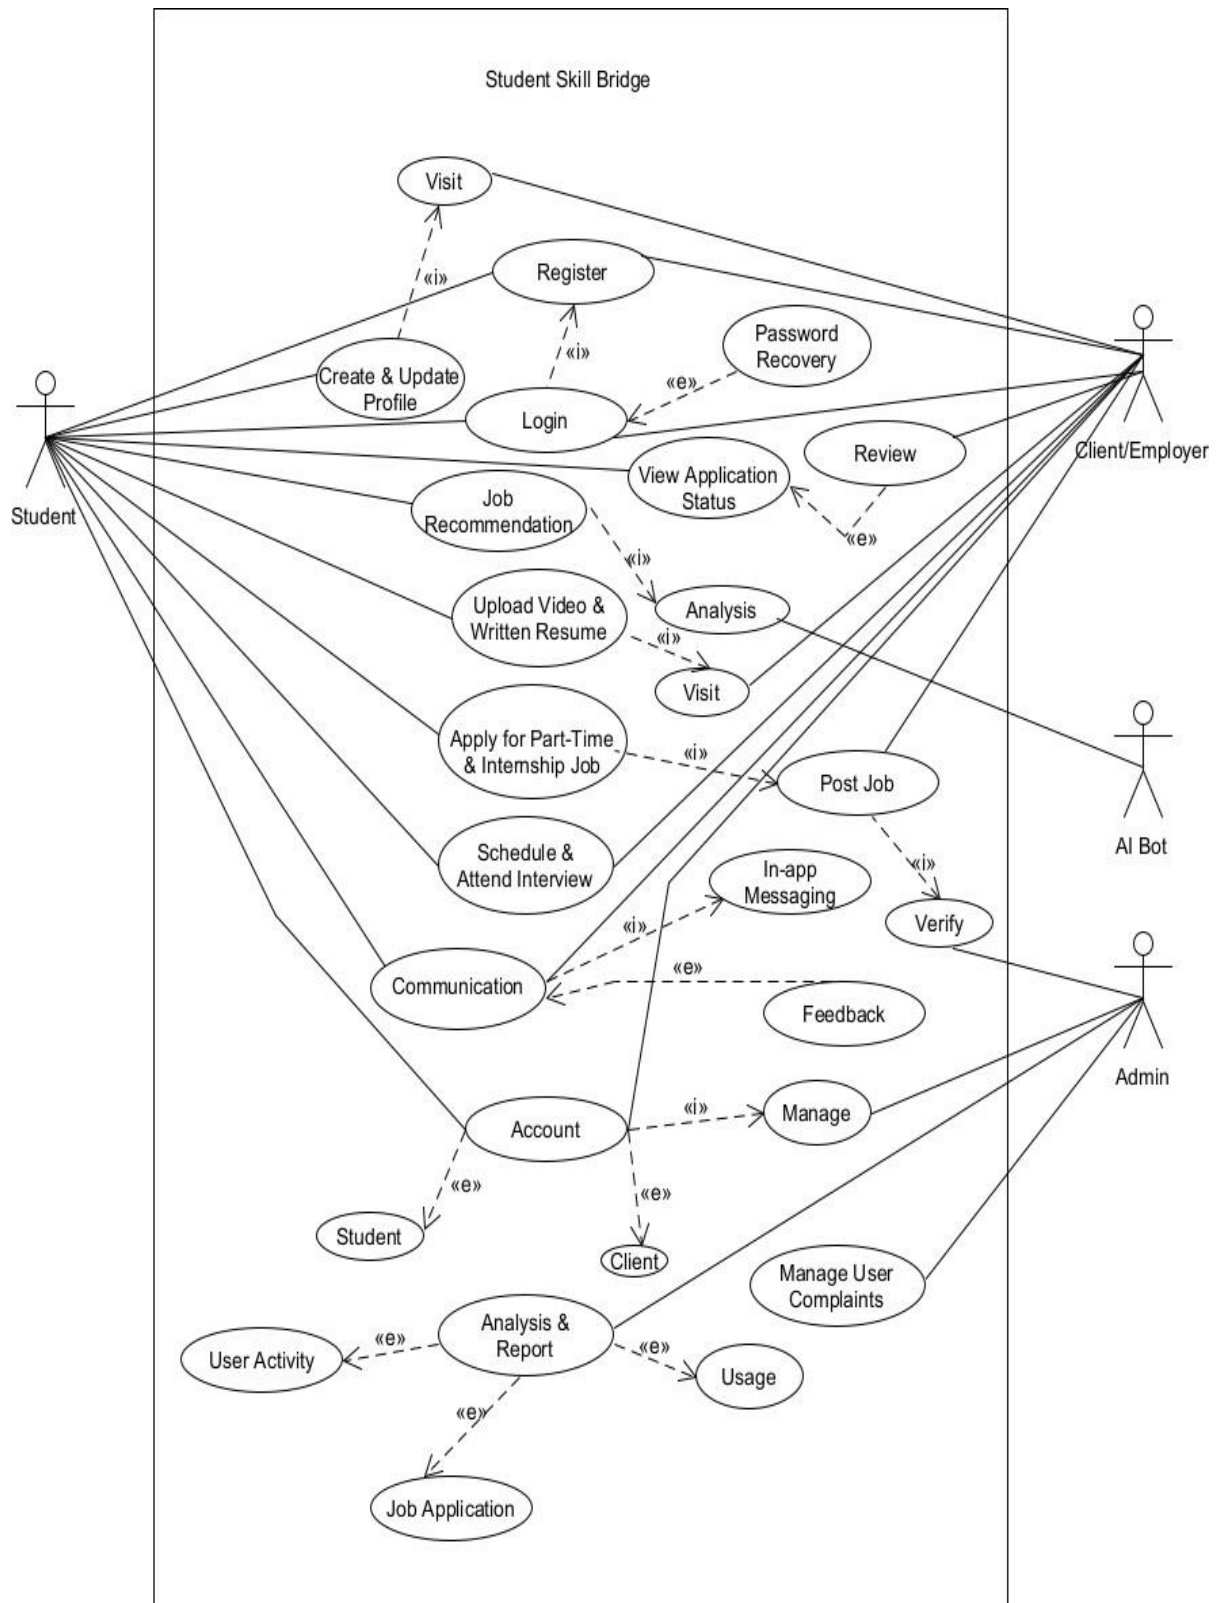 Student Skill Bridge
Visit
Register
«i»
Password
Recovery
«i»
Create & Update
Profile
«e»
Login
Client/Employer
Review
View Application
Status
Student
Job
Recommendation
«e»
«i»
Upload Video &
Written Resume
Analysis
«i»
Visit
Apply for Part-Time
& Internship Job
«i»
Post Job
AI Bot
Schedule &
Attend Interview
«i»
In-app
Messaging
«i»
Verify
Communication
«e»
Feedback
Admin
Account
«i»
Manage
«e»
«e»
Student
Client
Manage User
Complaints
Analysis &
Report
«e»
«e»
User Activity
Usage
«e»
Job Application